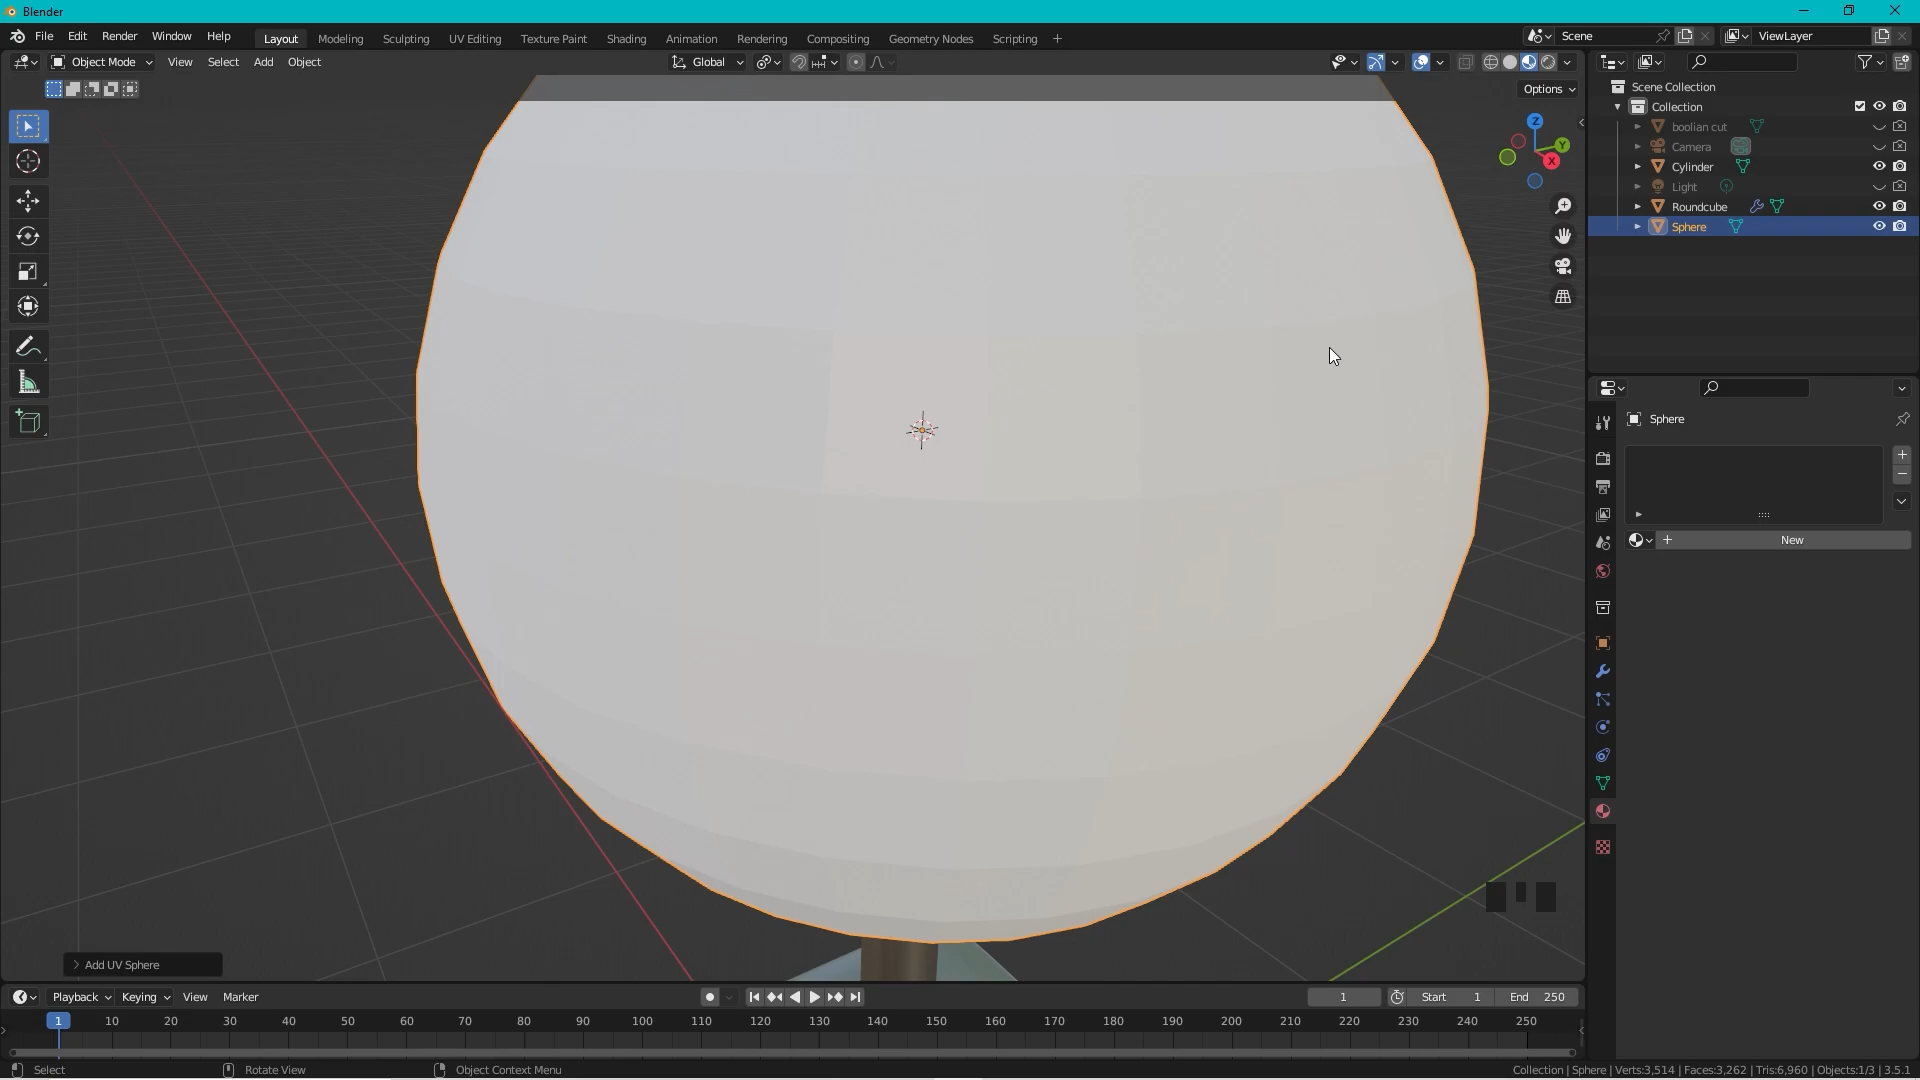 Blender
File Edit Render Window Help
Layout Modeling Sculpting UV Editing Texture Paint Shading Animation Rendering Compositing Geometry Nodes Scripting +
Scene
ViewLayer
Object Mode View Select Add Object
Global
Options
Z
Y
X
Scene Collection
Collection
boolian cut
Camera
Cylinder
Light
Roundcube
Sphere
Sphere
New
Add UV Sphere
Playback Keying View Marker
1 Start 1 End 250
1 10 20 30 40 50 60 70 80 90 100 110 120 130 140 150 160 170 180 190 200 210 220 230 240 250
Select Rotate View Object Context Menu
Collection | Sphere | Verts:3,514 | Faces:3,262 | Tris:6,960 | Objects:1/3 | 3.5.1